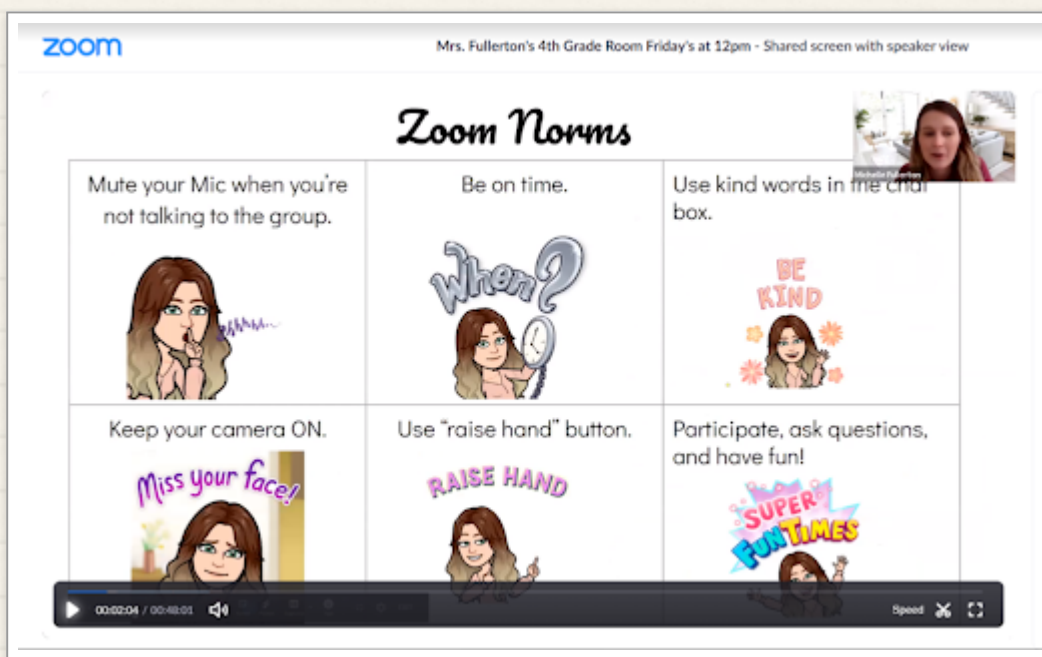 zoom
Mrs. Fullerton's 4th Grade Room Friday's at 12pm - Shared screen with speaker view
Zoom Norms
Michelle Fullerton
Mute your Mic when you're
not talking to the group.
Be on time.
Use kind words in the chat
box.
When?
BE
KIND
Keep your camera ON.
Use "raise hand" button.
Participate, ask questions,
and have fun!
Miss your face!
RAISE HAND
SUPER
FUN TIMES
00:02:04 / 00:48:01
Speed